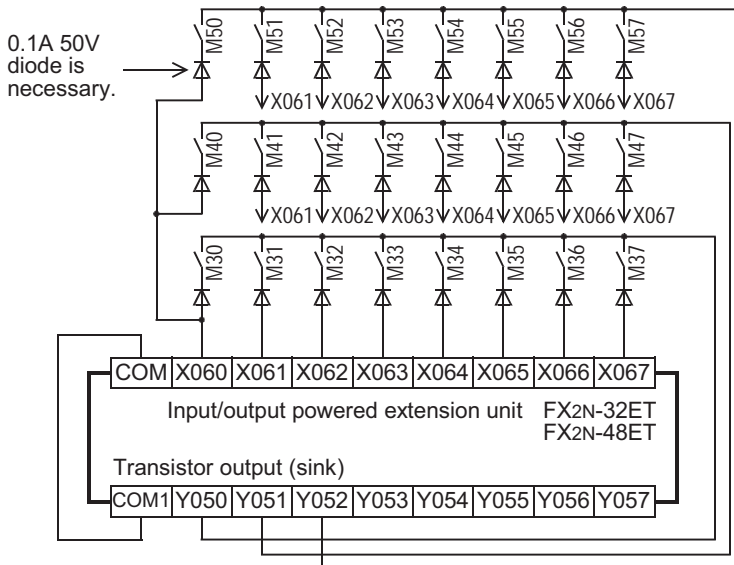 0.1A 50V
diode is
necessary.
M50 M51 M52 M53 M54 M55 M56 M57
X061 X062 X063 X064 X065 X066 X067
M40 M41 M42 M43 M44 M45 M46 M47
X061 X062 X063 X064 X065 X066 X067
M30 M31 M32 M33 M34 M35 M36 M37
COM X060 X061 X062 X063 X064 X065 X066 X067
Input/output powered extension unit FX2N-32ET
FX2N-48ET
Transistor output (sink)
COM1 Y050 Y051 Y052 Y053 Y054 Y055 Y056 Y057